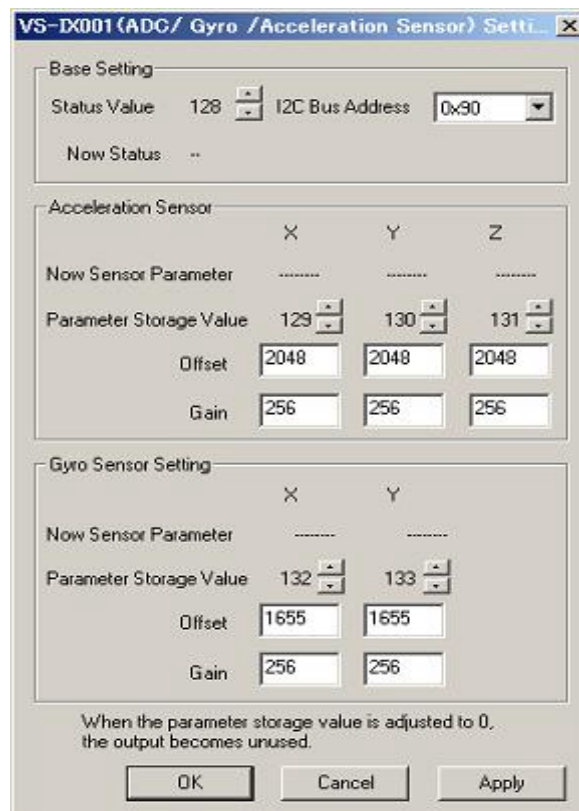 VS-IX001(ADC/ Gyro /Acceleration Sensor) Setti...
Base Setting
Status Value 128 I2C Bus Address 0x90
Now Status --
Acceleration Sensor
X Y Z
Now Sensor Parameter -------- -------- --------
Parameter Storage Value 129 130 131
Offset 2048 2048 2048
Gain 256 256 256
Gyro Sensor Setting
X Y
Now Sensor Parameter -------- --------
Parameter Storage Value 132 133
Offset 1655 1655
Gain 256 256
When the parameter storage value is adjusted to 0,
the output becomes unused.
OK Cancel Apply